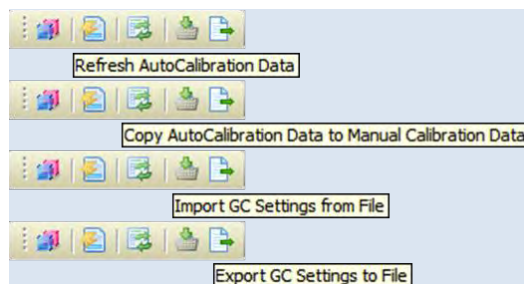 Refresh AutoCalibration Data
Copy AutoCalibration Data to Manual Calibration Data
Import GC Settings from File
Export GC Settings to File